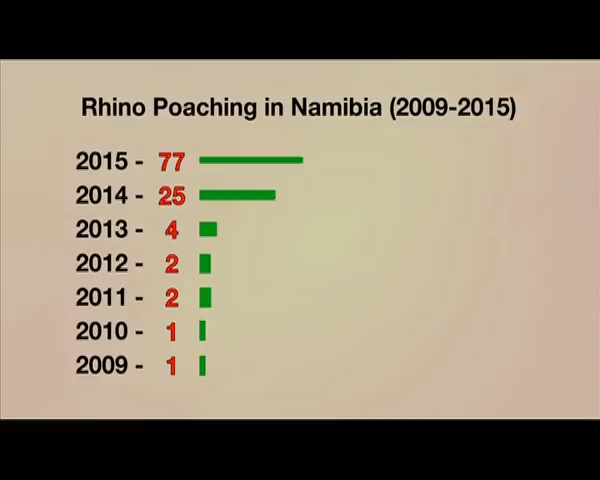 Rhino Poaching in Namibia (2009-2015)
2015 - 77
2014 - 25
2013 - 4
2012 - 2
2011 - 2
2010 - 1
2009 - 1